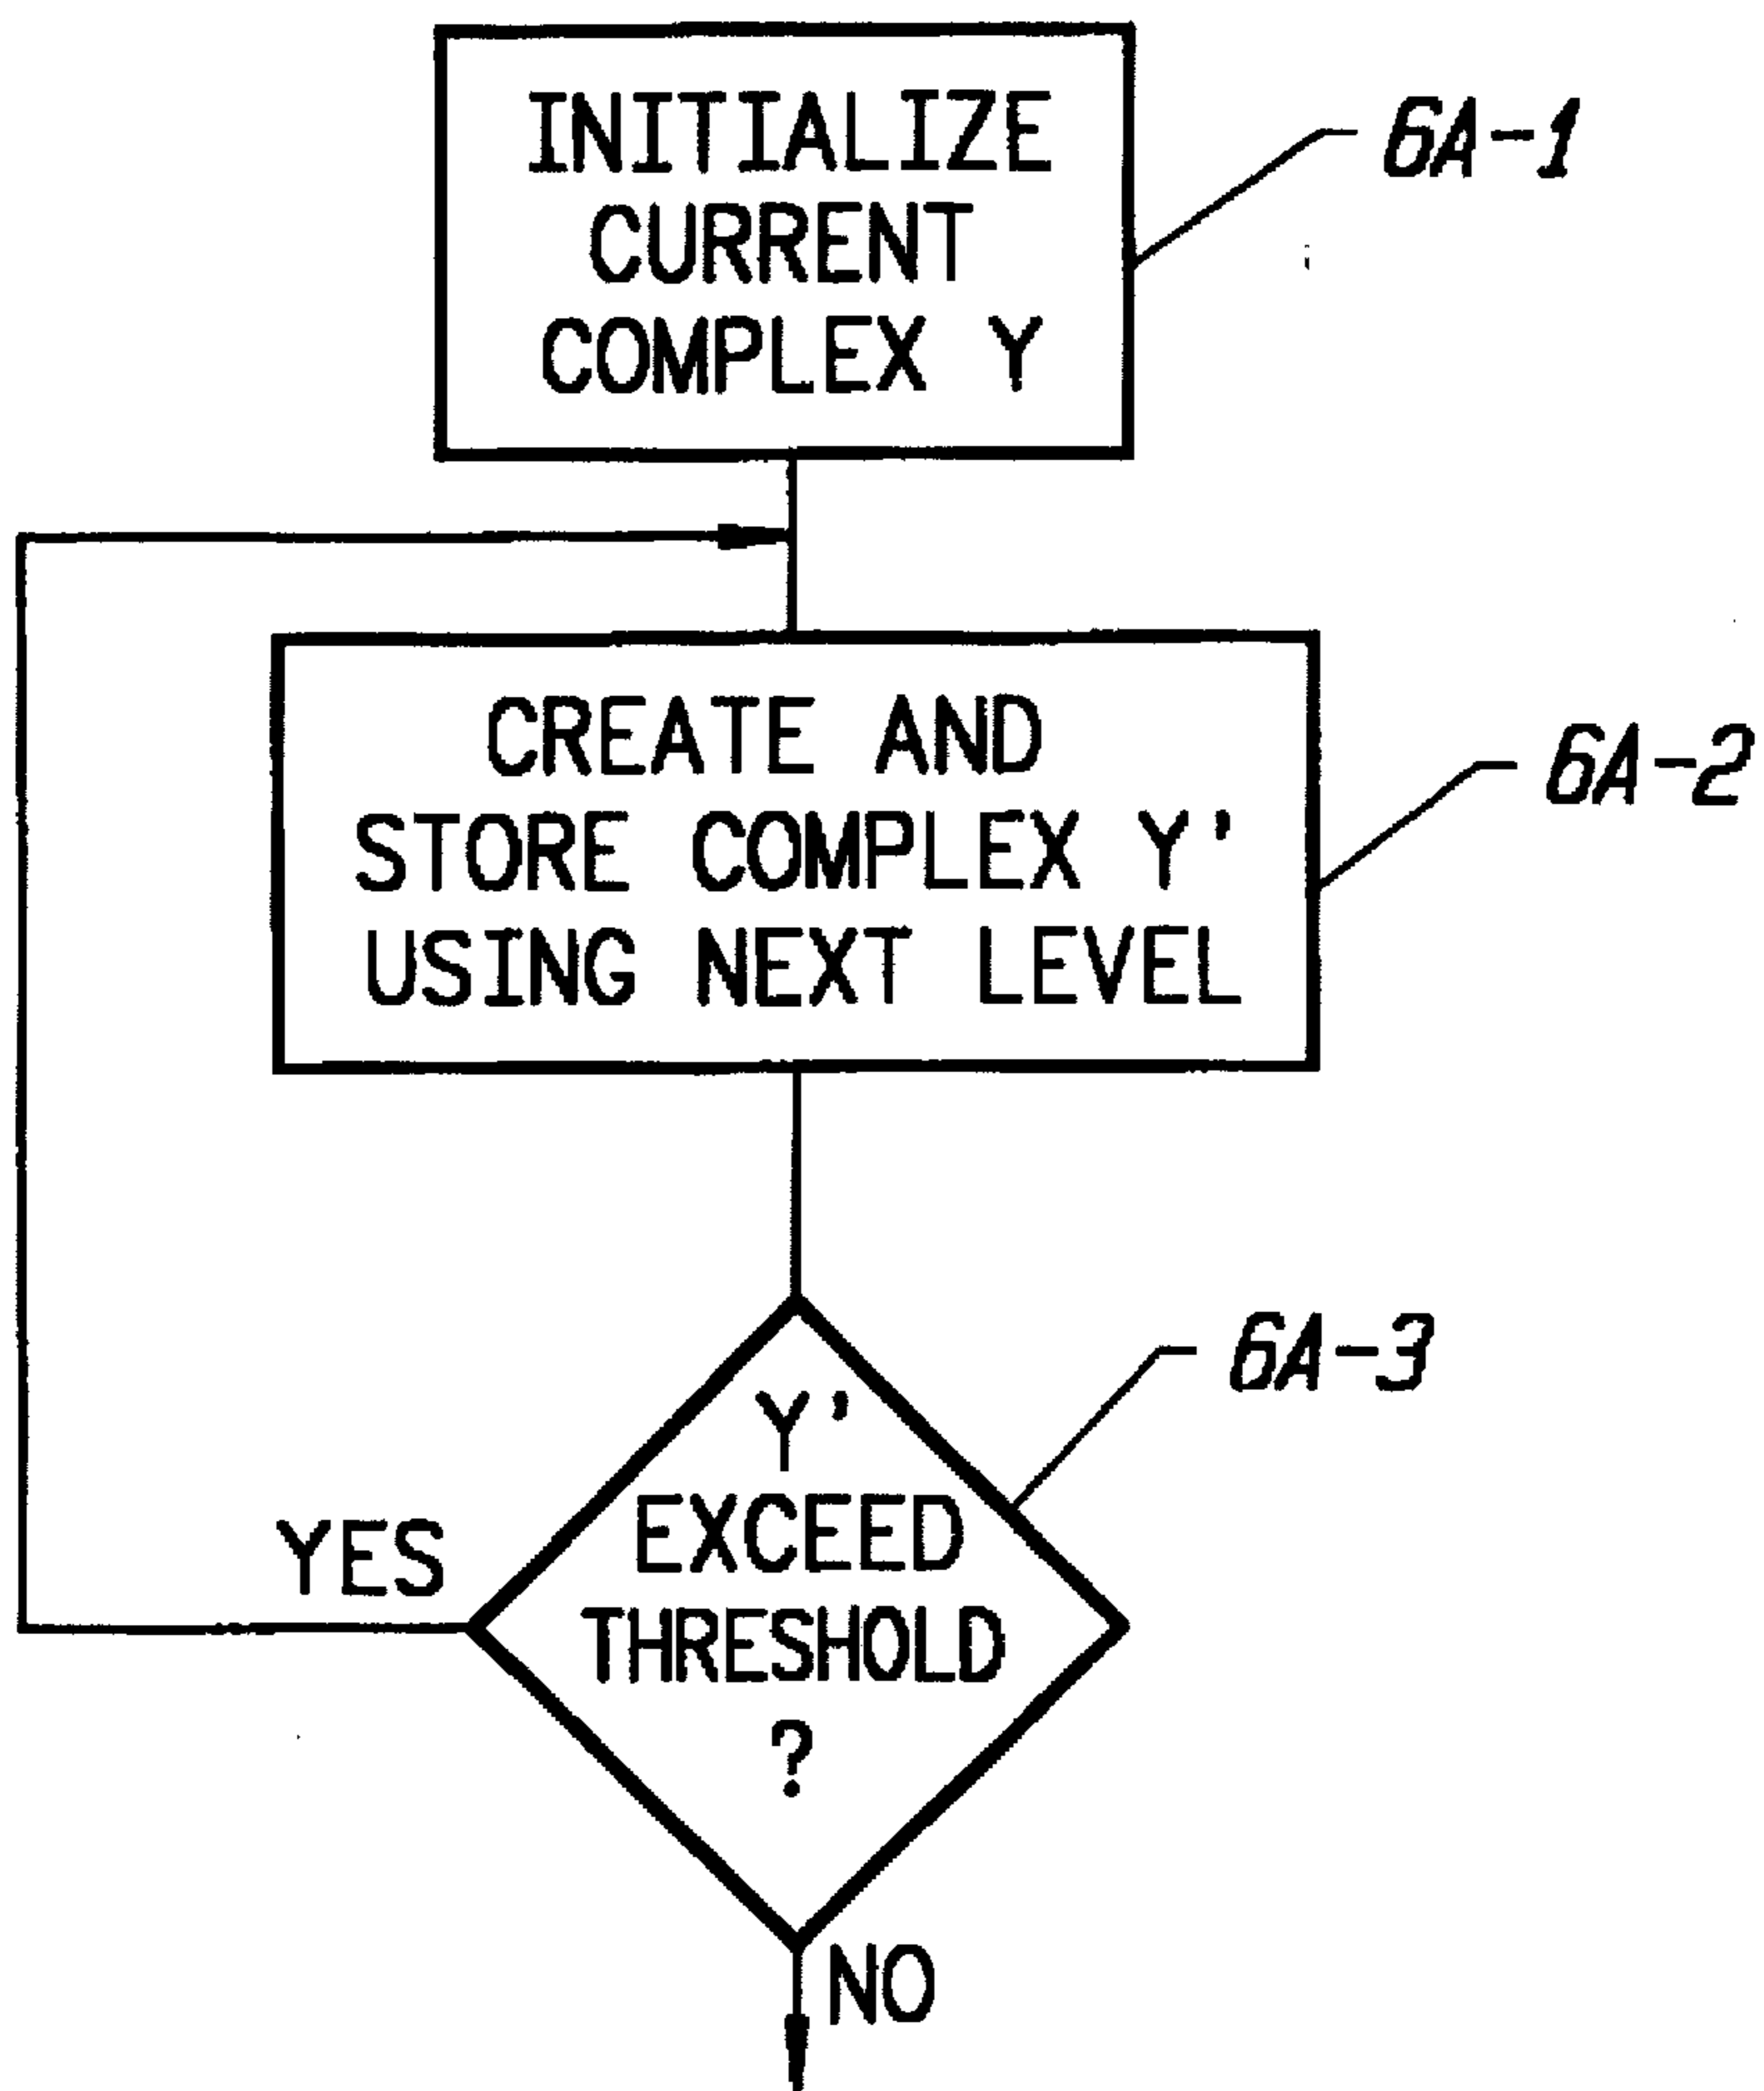 INITIALIZE
CURRENT
COMPLEX Y
6A-1
CREATE AND
STORE COMPLEX Y'
USING NEXT LEVEL
6A-2
Y'
EXCEED
THRESHOLD
?
6A-3
YES
NO